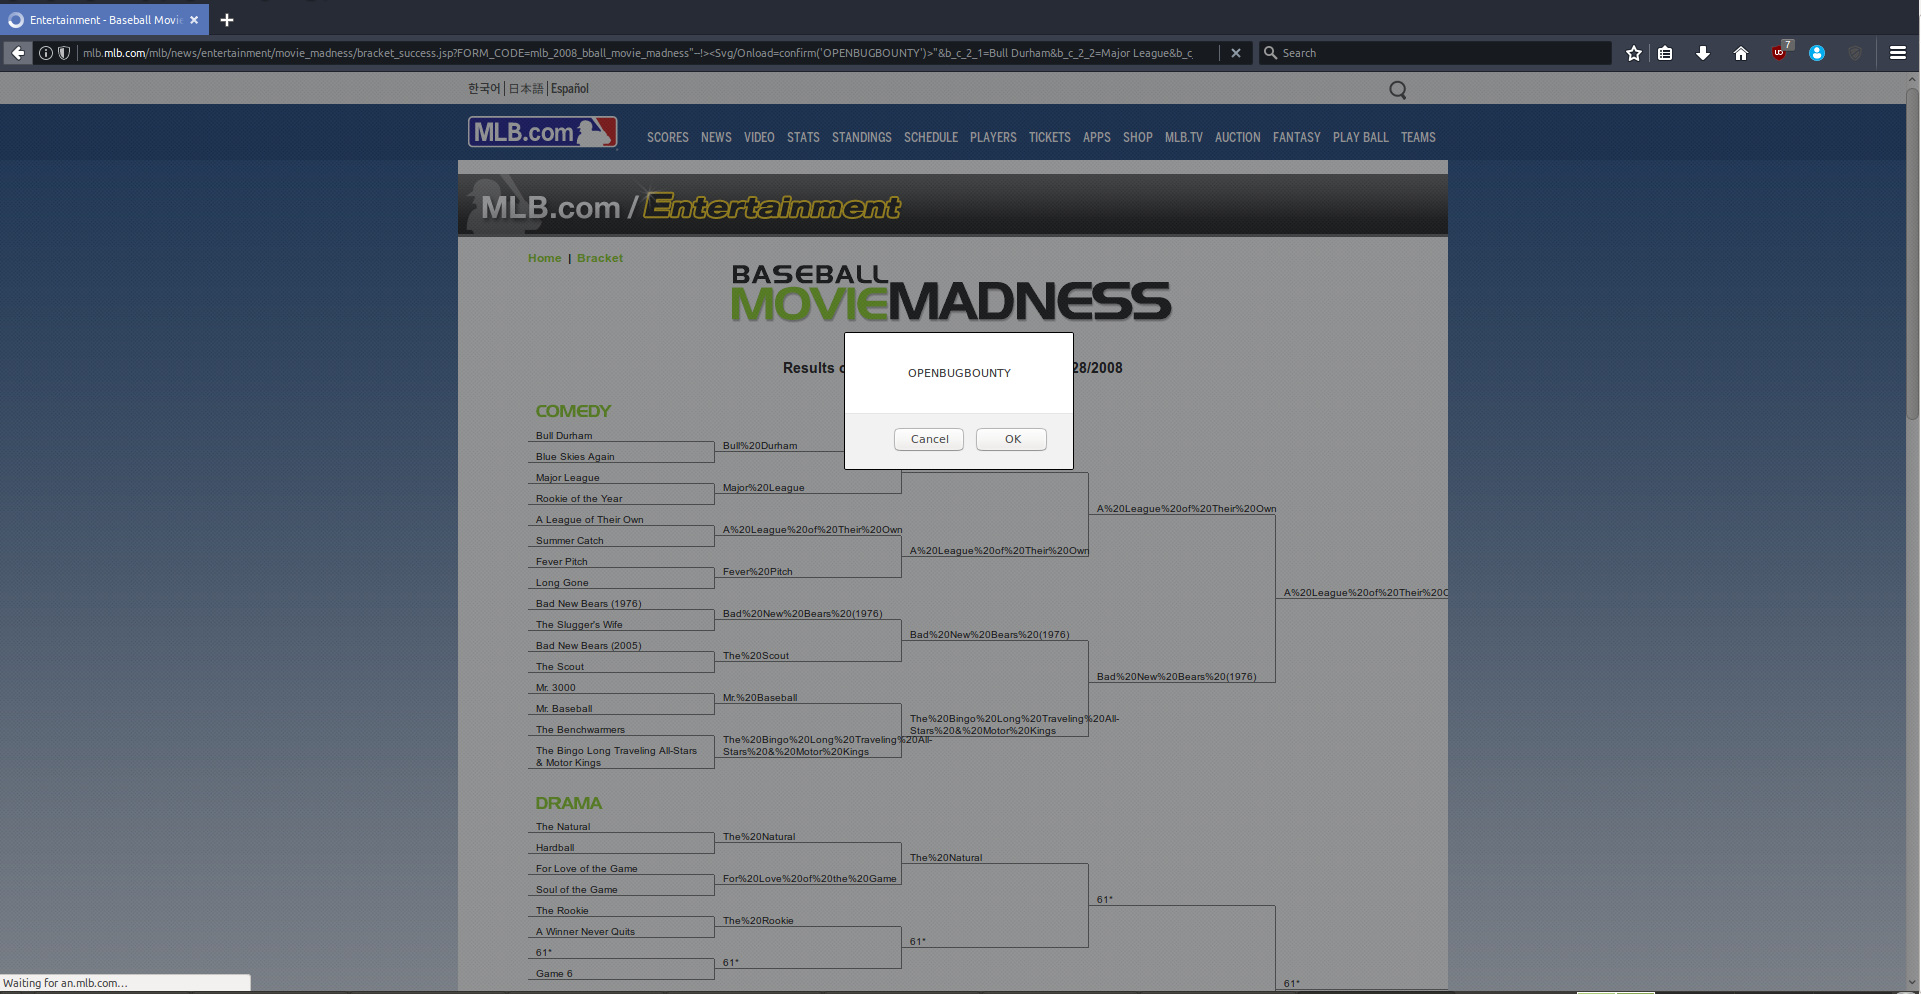 Entertainment - Baseball Movie
mlb.mlb.com/mlb/news/entertainment/movie_madness/bracket_success.jsp?FORM_CODE=mlb_2008_bball_movie_madness"--!><Svg/Onload=confirm('OPENBUGBOUNTY')>"&b_c_2_1=Bull Durham&b_c_2_2=Major League&b_c_
Search
7
한국어 | 日本語 | Español
MLB.com
SCORES NEWS VIDEO STATS STANDINGS SCHEDULE PLAYERS TICKETS APPS SHOP MLB.TV AUCTION FANTASY PLAY BALL TEAMS
MLB.com / Entertainment
Home | Bracket
BASEBALL
MOVIEMADNESS
OPENBUGBOUNTY
Cancel OK
Results
28/2008
COMEDY
Bull Durham
Blue Skies Again
Major League
Rookie of the Year
A League of Their Own
Summer Catch
Fever Pitch
Long Gone
Bad New Bears (1976)
The Slugger's Wife
Bad New Bears (2005)
The Scout
Mr. 3000
Mr. Baseball
The Benchwarmers
The Bingo Long Traveling All-Stars
& Motor Kings
Bull%20Durham
Major%20League
A%20League%20of%20Their%20Own
Fever%20Pitch
Bad%20New%20Bears%20(1976)
The%20Scout
Mr.%20Baseball
The%20Bingo%20Long%20Traveling%20All-
Stars%20&%20Motor%20Kings
A%20League%20of%20Their%20Own
Bad%20New%20Bears%20(1976)
The%20Bingo%20Long%20Traveling%20All-
Stars%20&%20Motor%20Kings
A%20League%20of%20Their%20Own
Bad%20New%20Bears%20(1976)
A%20League%20of%20Their%20O
DRAMA
The Natural
Hardball
For Love of the Game
Soul of the Game
The Rookie
A Winner Never Quits
61*
Game 6
The%20Natural
For%20Love%20of%20the%20Game
The%20Rookie
61*
The%20Natural
61*
61*
61*
Waiting for an.mlb.com…